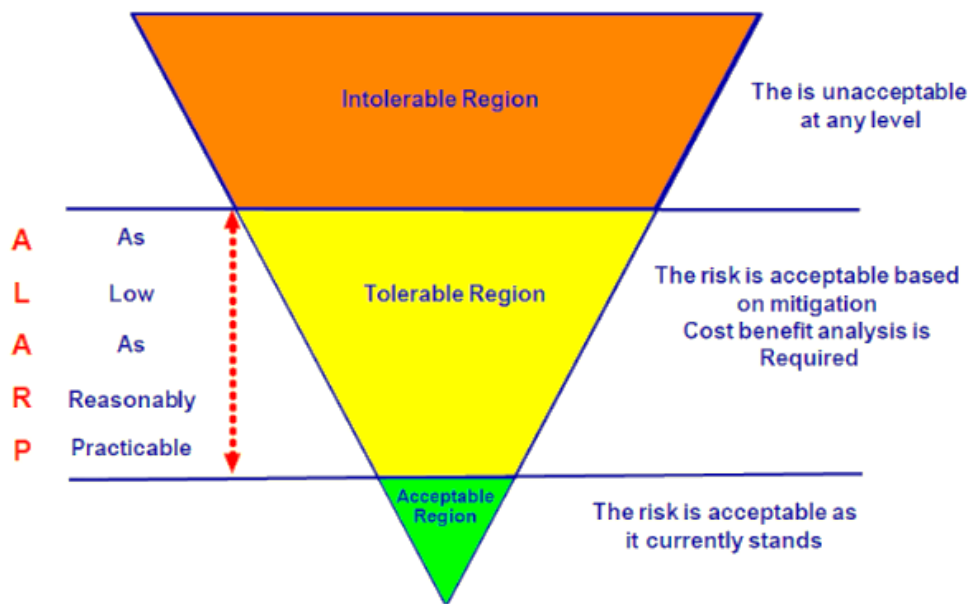 Intolerable Region
The is unacceptable
at any level
A As
L Low
A As
R Reasonably
P Practicable
Tolerable Region
The risk is acceptable based
on mitigation
Cost benefit analysis is
Required
Acceptable
Region
The risk is acceptable as
it currently stands